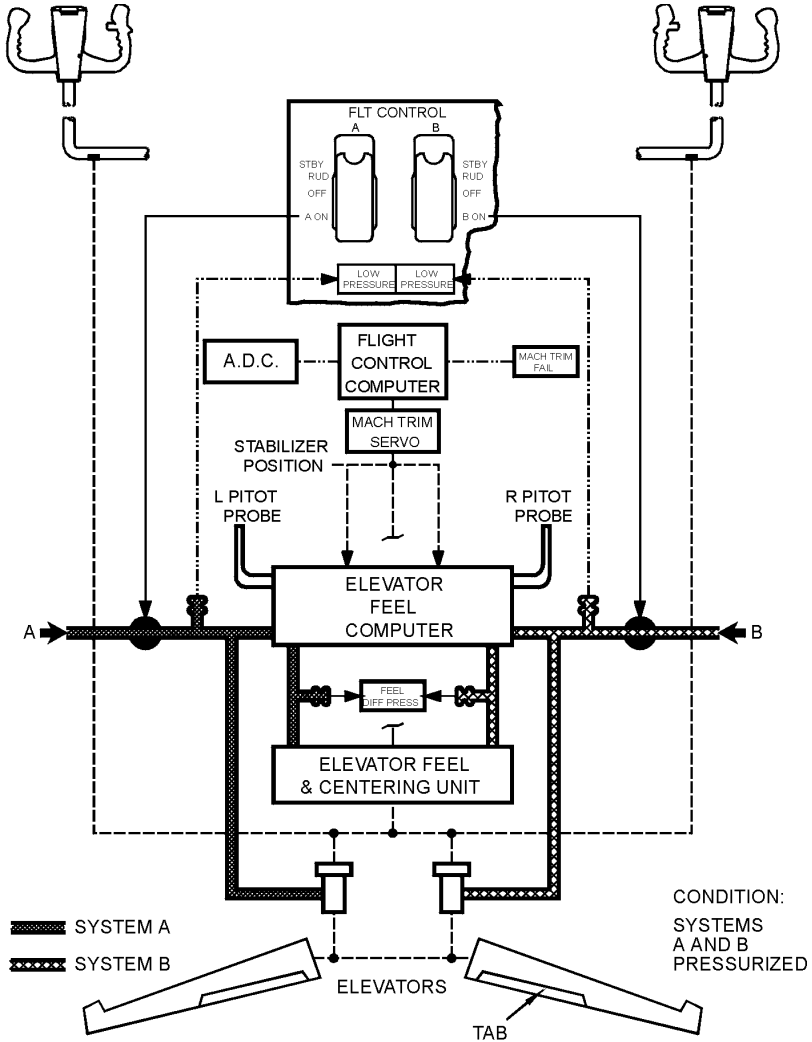 FLT CONTROL
A B
STBY
RUD
OFF
A ON
STBY
RUD
OFF
B ON
LOW
PRESSURE
LOW
PRESSURE
A.D.C.
FLIGHT
CONTROL
COMPUTER
MACH TRIM
FAIL
MACH TRIM
SERVO
STABILIZER
POSITION
L PITOT
PROBE
R PITOT
PROBE
ELEVATOR
FEEL
COMPUTER
A
B
FEEL
DIFF PRESS
ELEVATOR FEEL
& CENTERING UNIT
SYSTEM A
SYSTEM B
CONDITION:
SYSTEMS
A AND B
PRESSURIZED
ELEVATORS
TAB